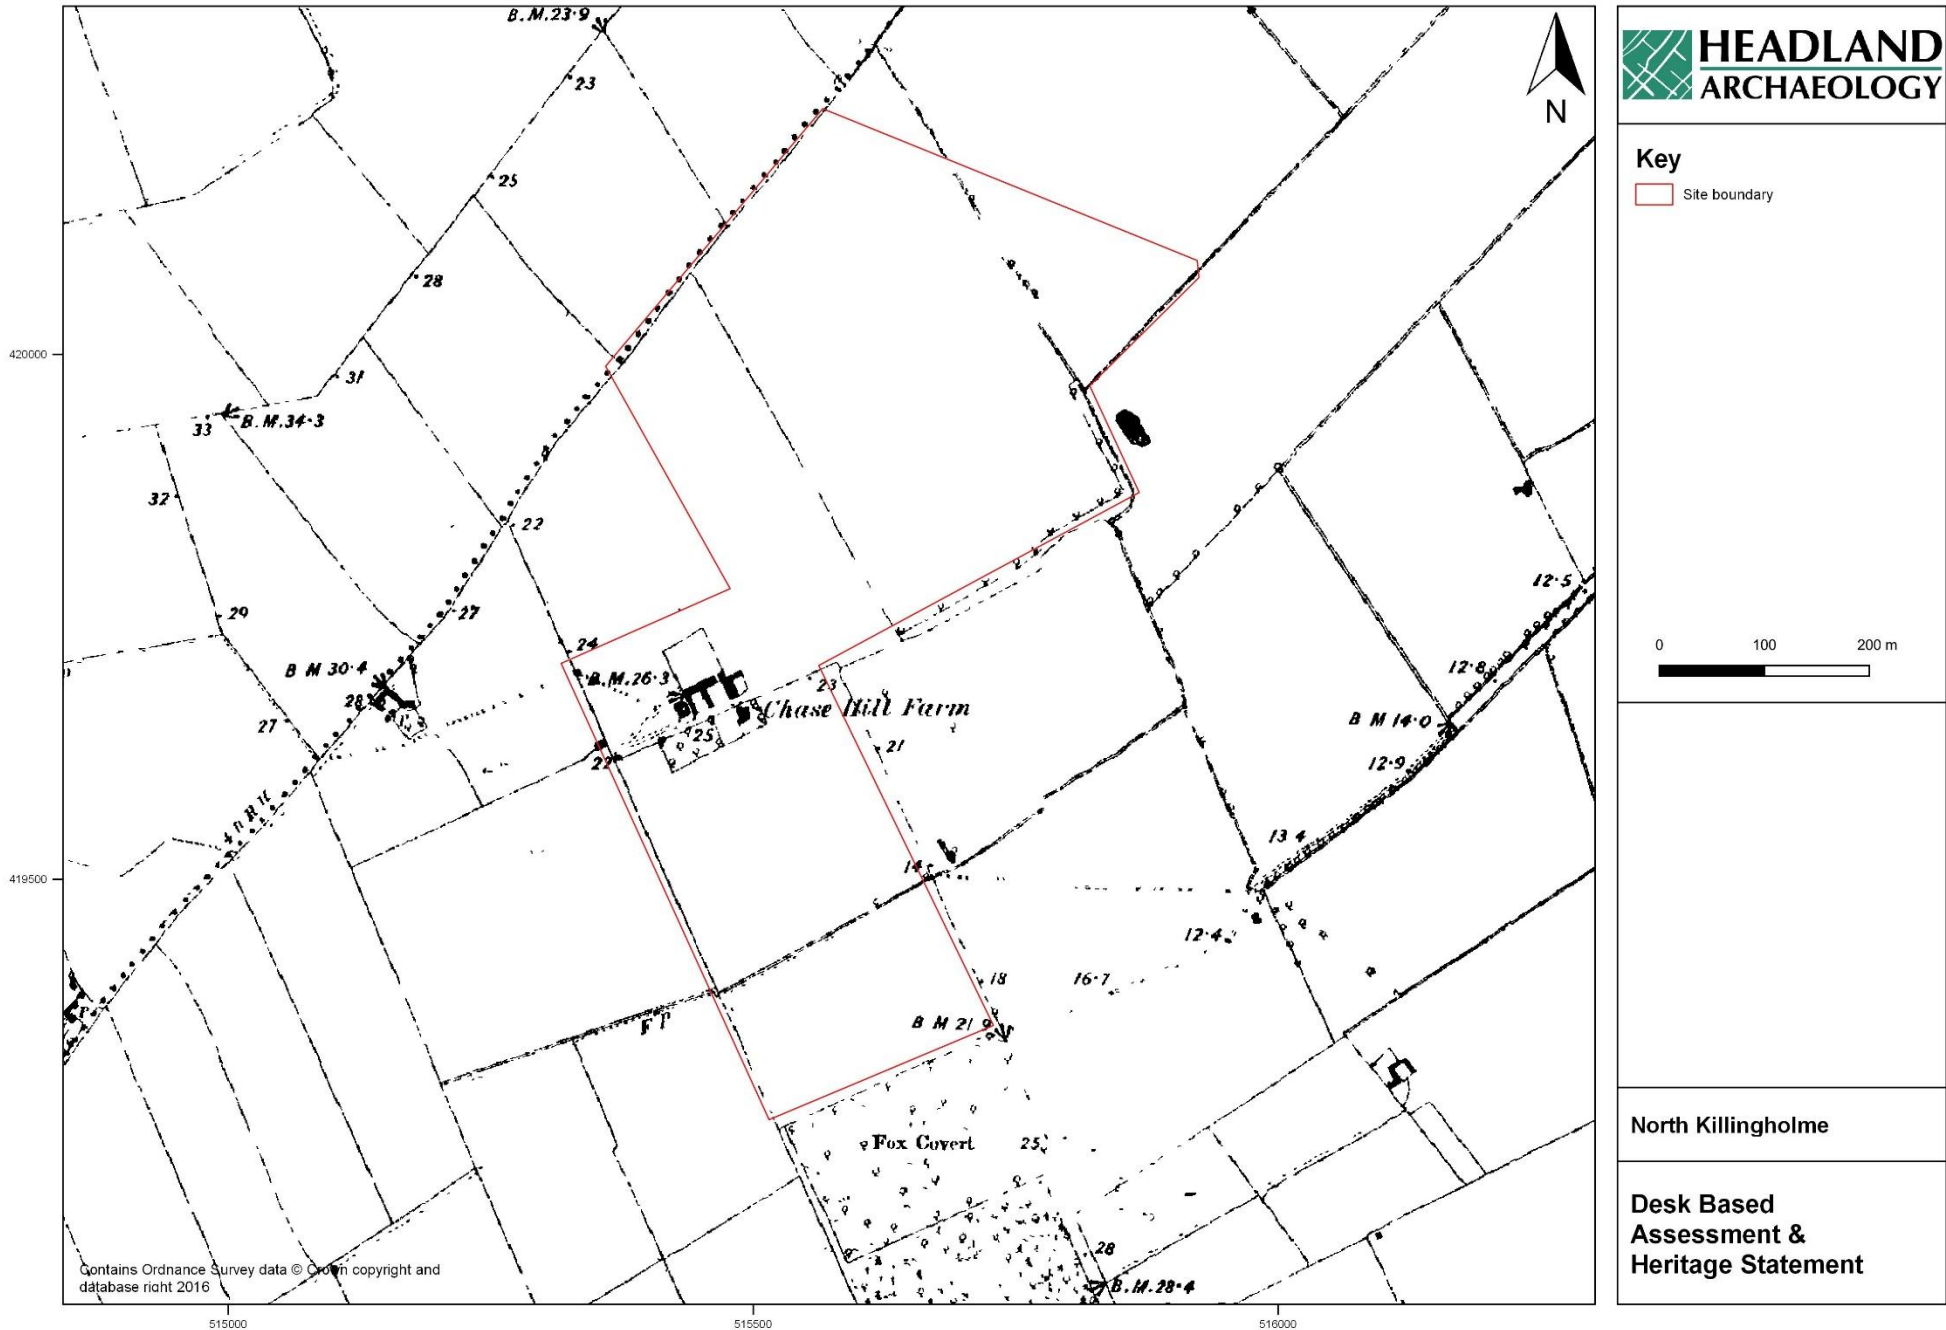 B.M.23·9
23
25
28
31
33
B.M.34·3
32
22
29
27
24
B M 30·4
28
27
B.M.26·3
Chase Hill Farm
23
25
22
21
14
18
B M 21
F P
16·7
12·4
13 4
12·9
B M 14·0
12·8
12·5
Fox Covert
25
28
B.M.28·4
420000
419500
515000
515500
516000
N
Contains Ordnance Survey data © Crown copyright and
database right 2016
HEADLAND
ARCHAEOLOGY
Key
Site boundary
0 100 200 m
North Killingholme
Desk Based
Assessment &
Heritage Statement